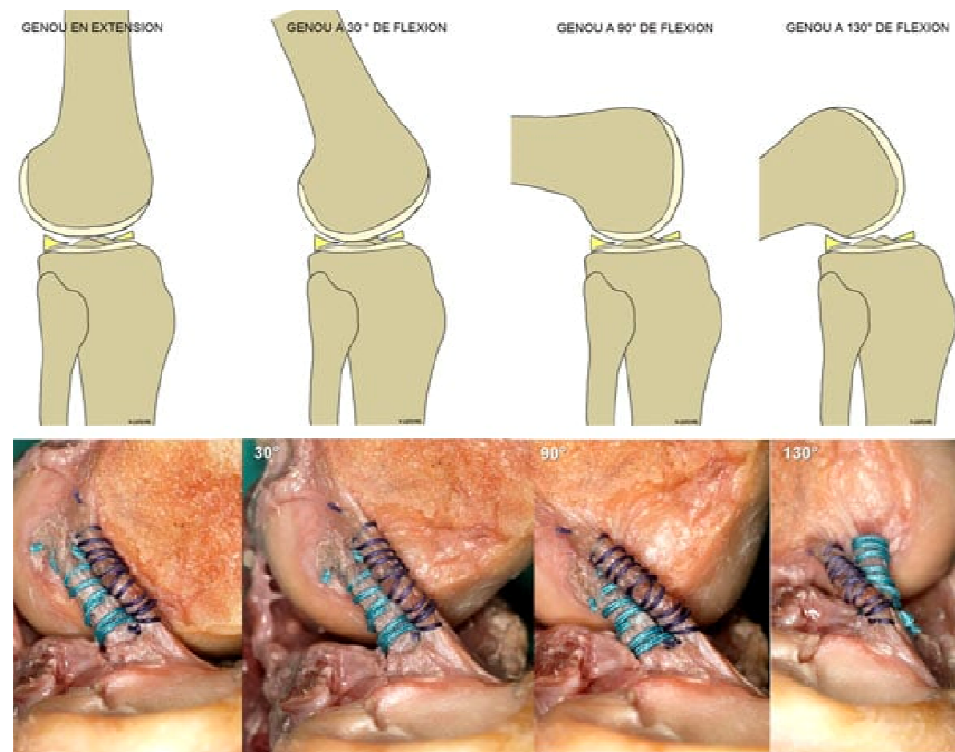 GENOU EN EXTENSION
GENOU A 30° DE FLEXION
GENOU A 90° DE FLEXION
GENOU A 130° DE FLEXION
30°
90°
130°